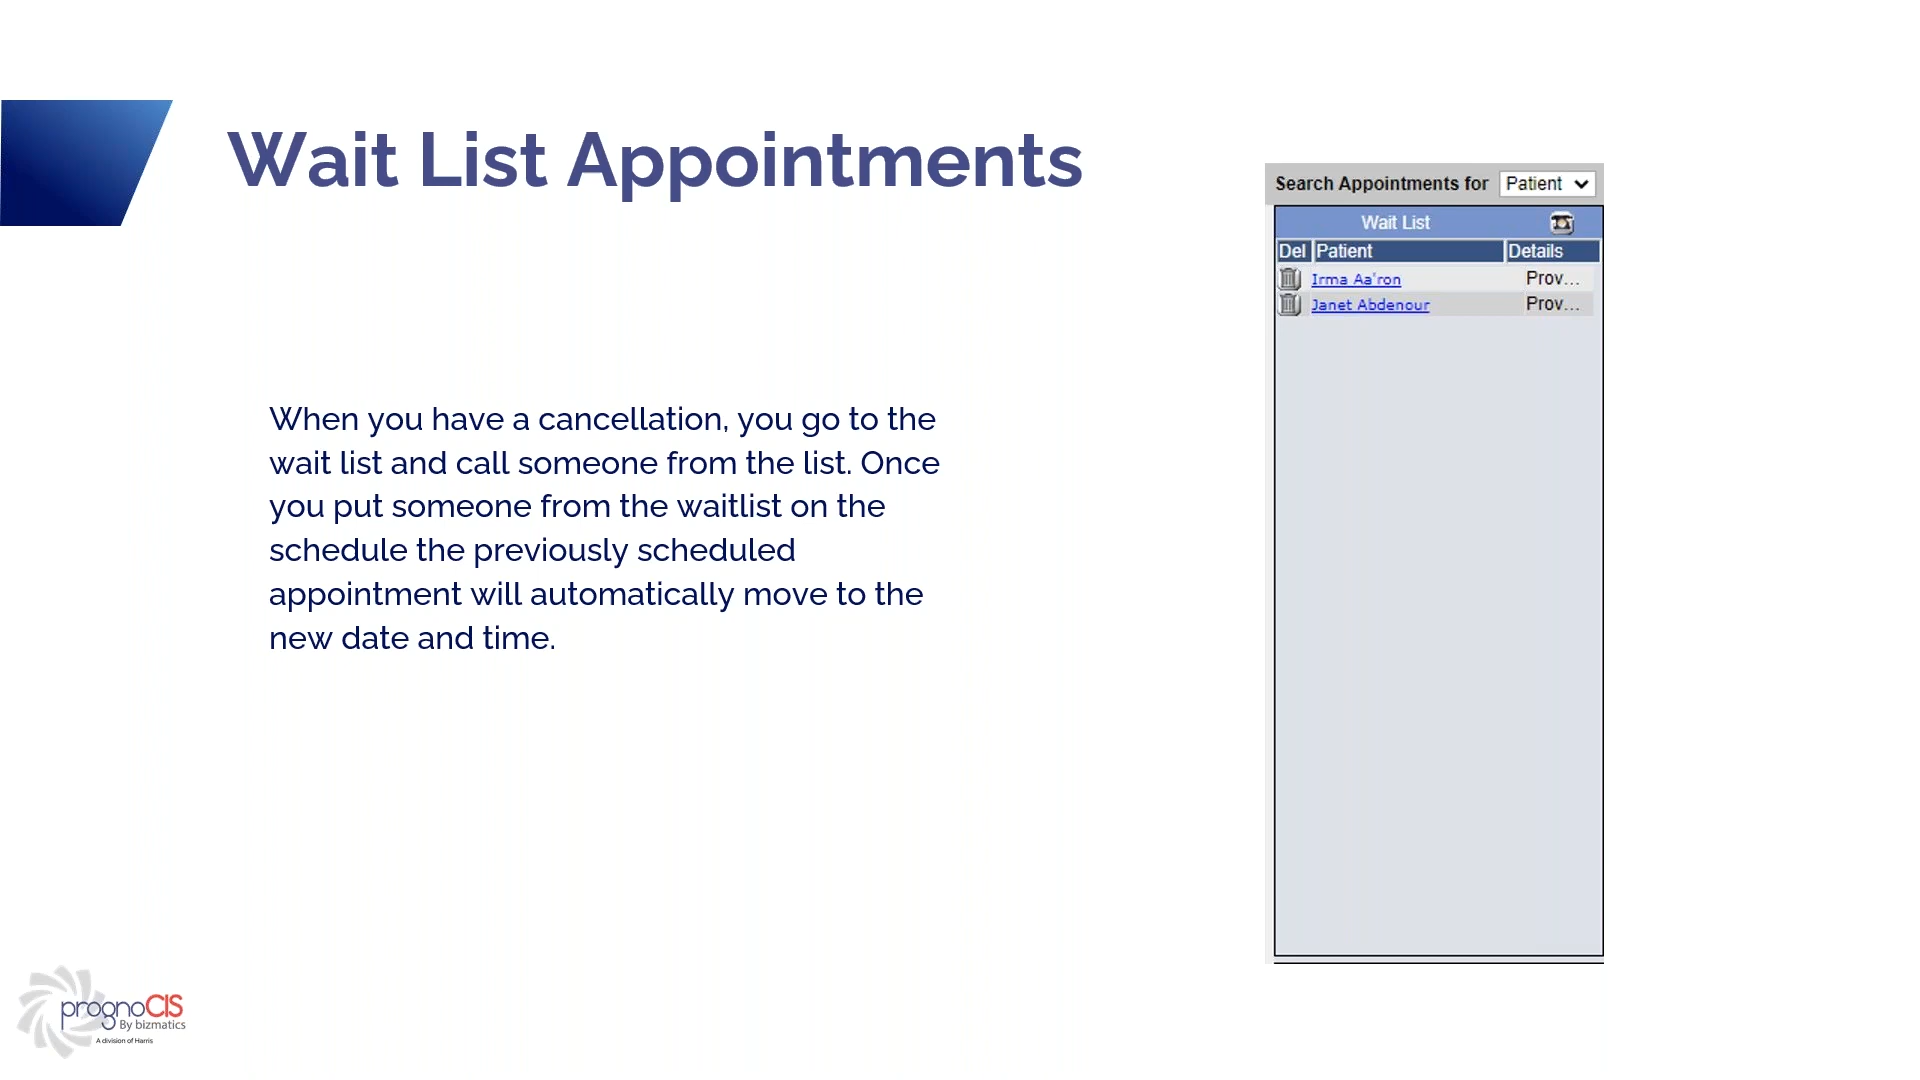 Wait List Appointments
When you have a cancellation, you go to the
wait list and call someone from the list. Once
you put someone from the waitlist on the
schedule the previously scheduled
appointment will automatically move to the
new date and time.
Search Appointments for Patient
Wait List
Del Patient Details
Irma Aa'ron Prov...
Janet Abdenour Prov...
prognoCIS
By bizmatics
A division of Harris